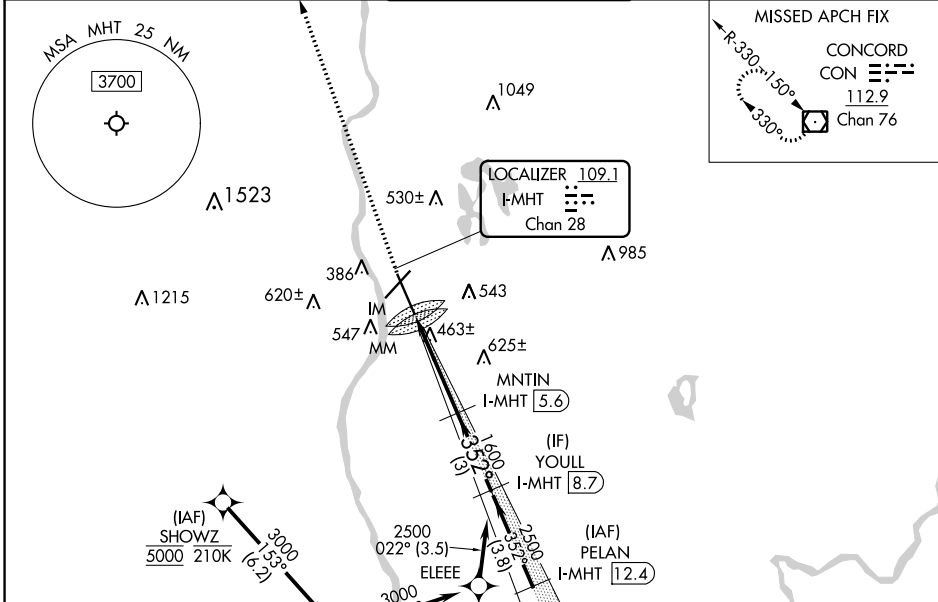 MSA MHT 25 NM
3700
MISSED APCH FIX
R-330
150°
330°
CONCORD
CON
112.9
Chan 76
1049
1523
530±
LOCALIZER 109.1
I-MHT
Chan 28
985
386
1215
620±
IM
543
547
MM
463±
625±
MNTIN
I-MHT 5.6
352°
1600
(3)
(IF)
YOULL
I-MHT 8.7
(IAF)
SHOWZ
5000 210K
3000
153°
(6.2)
2500
022° (3.5)
ELEEE
3000
2500
352°
(3.8)
(IAF)
PELAN
I-MHT 12.4